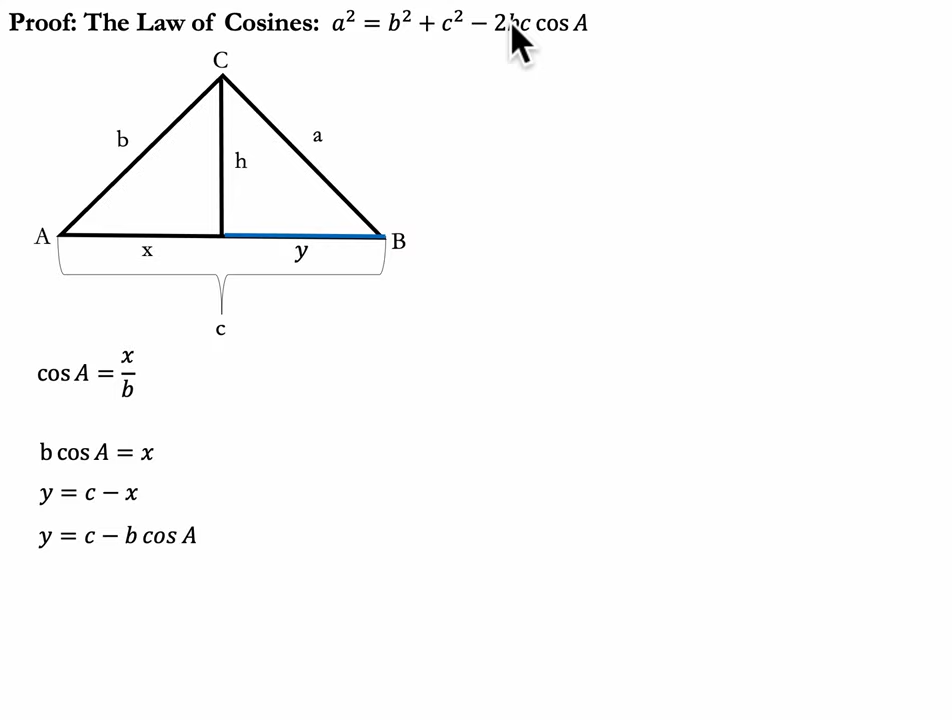 Proof: The Law of Cosines: a² = b² + c² − 2bc cos A
C
b
a
h
A
B
x
y
c
cos A = x/b
b cos A = x
y = c − x
y = c − b cos A